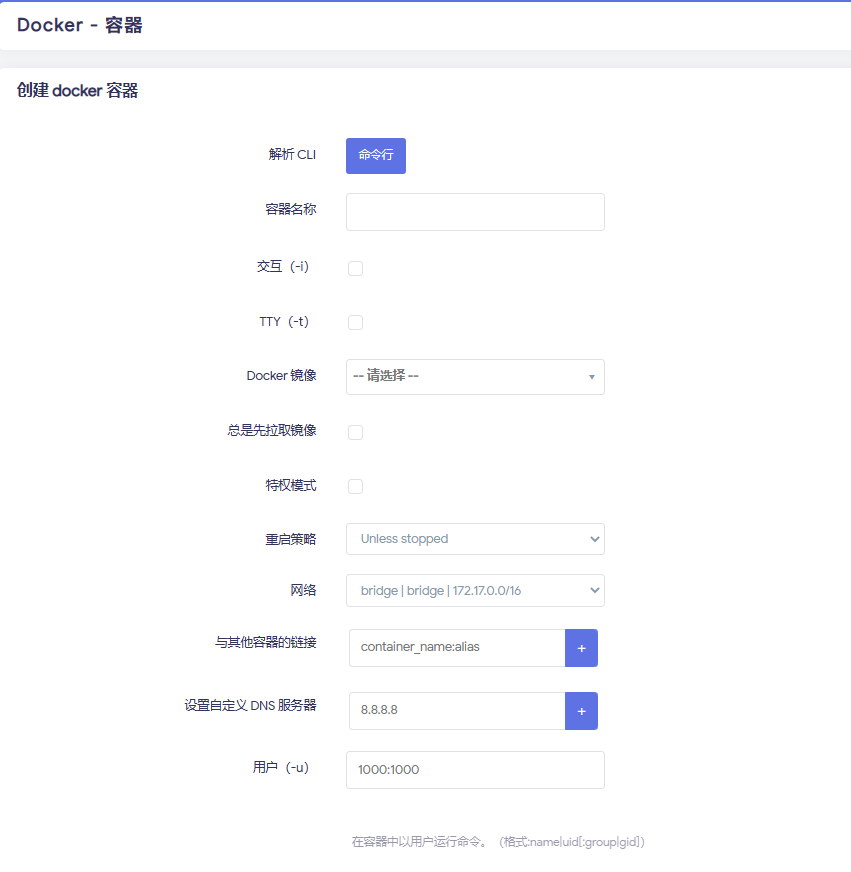 Docker - 容器
创建 docker 容器
解析 CLI 命令行
容器名称
交互（-i）
TTY（-t）
Docker 镜像 -- 请选择 --
总是先拉取镜像
特权模式
重启策略 Unless stopped
网络 bridge | bridge | 172.17.0.0/16
与其他容器的链接 container_name:alias +
设置自定义 DNS 服务器 8.8.8.8 +
用户（-u） 1000:1000
在容器中以用户运行命令。（格式:name|uid[:group|gid]）